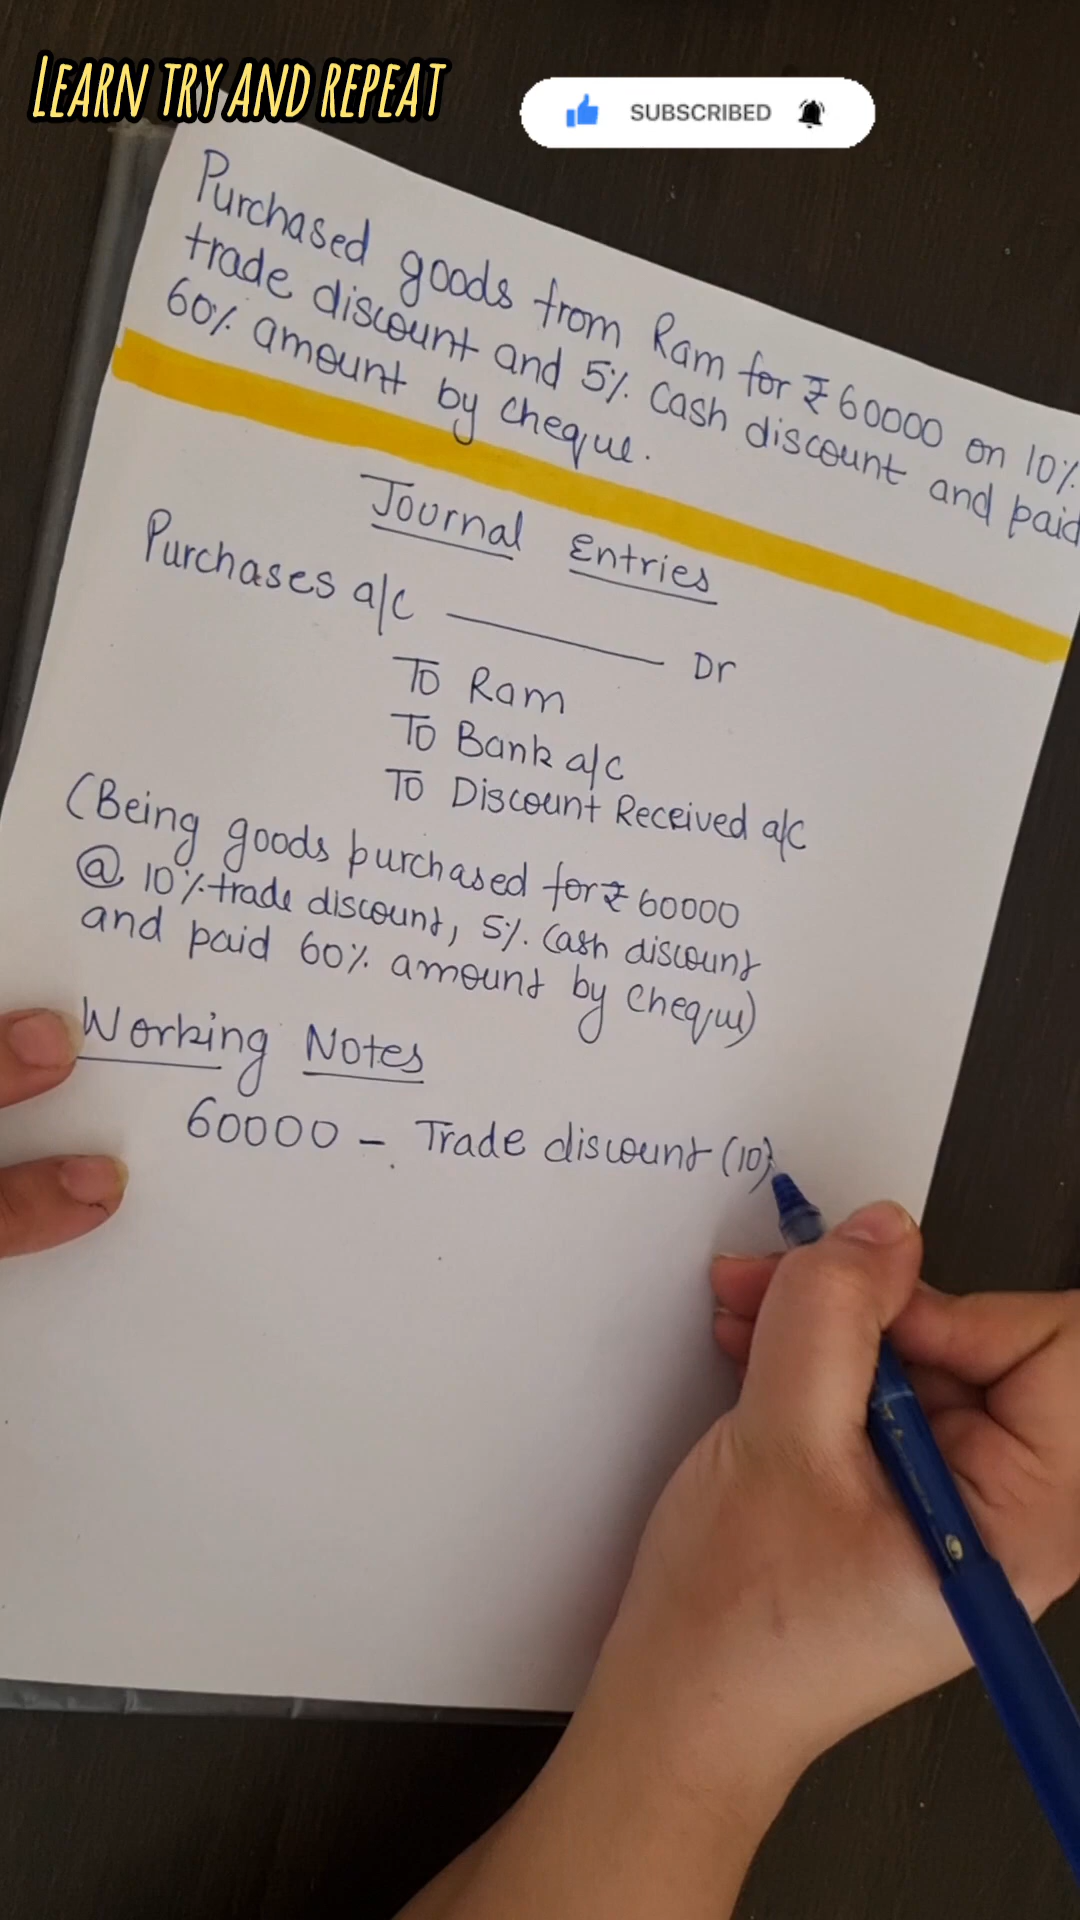 LEARN TRY AND REPEAT
SUBSCRIBED
Purchased goods from Ram for ₹60000 on 10%
trade discount and 5% cash discount and paid
60% amount by cheque.
Journal Entries
Purchases a/c ———— Dr
To Ram
To Bank a/c
To Discount Received a/c
(Being goods purchased for ₹60000
@ 10% trade discount, 5% cash discount
and paid 60% amount by cheque)
Working Notes
60000 - Trade discount (10)